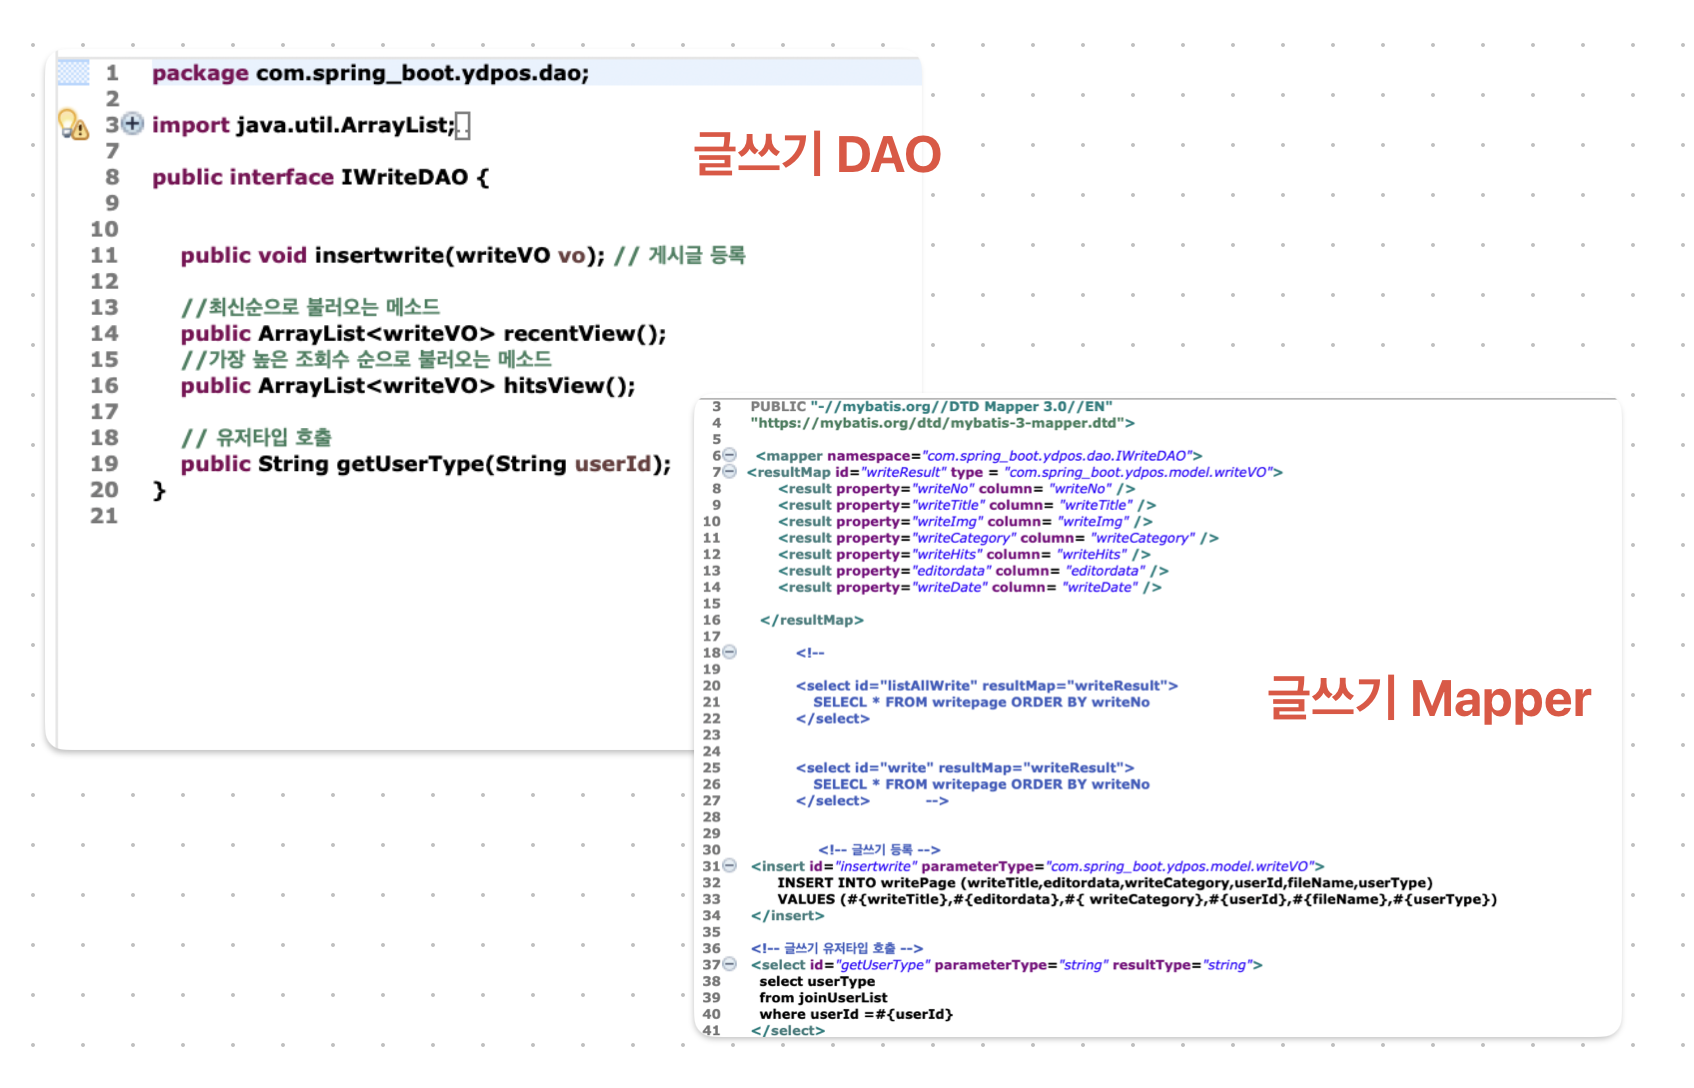 1 package com.spring_boot.ydpos.dao;
2
3 import java.util.ArrayList;
7
8 public interface IWriteDAO {
9
10
11 public void insertwrite(writeVO vo); // 게시글 등록
12
13 //최신순으로 불러오는 메소드
14 public ArrayList<writeVO> recentView();
15 //가장 높은 조회수 순으로 불러오는 메소드
16 public ArrayList<writeVO> hitsView();
17
18 // 유저타입 호출
19 public String getUserType(String userId);
20 }
21
글쓰기 DAO
3 PUBLIC "-//mybatis.org//DTD Mapper 3.0//EN"
4 "https://mybatis.org/dtd/mybatis-3-mapper.dtd">
5
6 <mapper namespace="com.spring_boot.ydpos.dao.IWriteDAO">
7 <resultMap id="writeResult" type = "com.spring_boot.ydpos.model.writeVO">
8 <result property="writeNo" column= "writeNo" />
9 <result property="writeTitle" column= "writeTitle" />
10 <result property="writeImg" column= "writeImg" />
11 <result property="writeCategory" column= "writeCategory" />
12 <result property="writeHits" column= "writeHits" />
13 <result property="editordata" column= "editordata" />
14 <result property="writeDate" column= "writeDate" />
15
16 </resultMap>
17
18 <!--
19
20 <select id="listAllWrite" resultMap="writeResult">
21 SELECL * FROM writepage ORDER BY writeNo
22 </select>
23
24
25 <select id="write" resultMap="writeResult">
26 SELECL * FROM writepage ORDER BY writeNo
27 </select> -->
28
29
30 <!-- 글쓰기 등록 -->
31 <insert id="insertwrite" parameterType="com.spring_boot.ydpos.model.writeVO">
32 INSERT INTO writePage (writeTitle,editordata,writeCategory,userId,fileName,userType)
33 VALUES (#{writeTitle},#{editordata},#{ writeCategory},#{userId},#{fileName},#{userType})
34 </insert>
35
36 <!-- 글쓰기 유저타입 호출 -->
37 <select id="getUserType" parameterType="string" resultType="string">
38 select userType
39 from joinUserList
40 where userId =#{userId}
41 </select>
글쓰기 Mapper